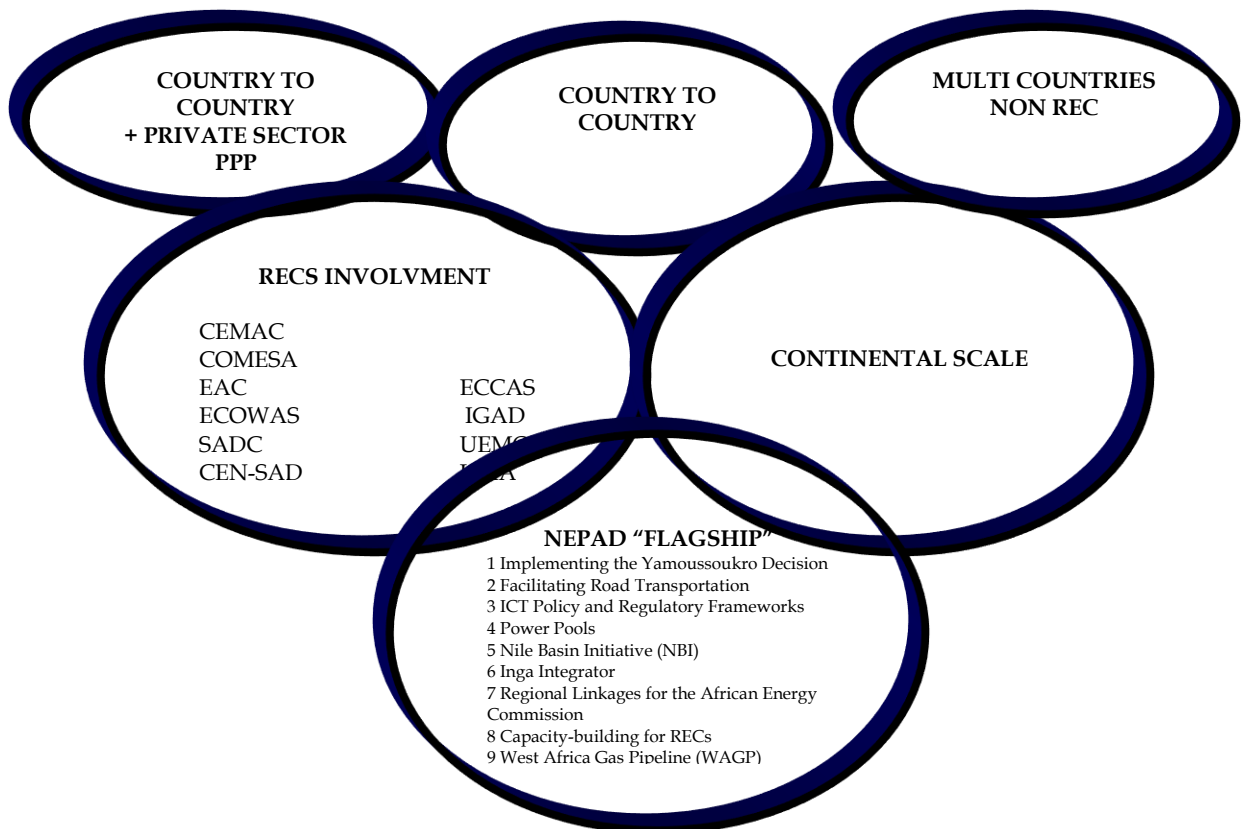 COUNTRY TO
COUNTRY
+ PRIVATE SECTOR
PPP
COUNTRY TO
COUNTRY
MULTI COUNTRIES
NON REC
RECS INVOLVMENT
CEMAC
COMESA
EAC
ECOWAS
SADC
CEN-SAD
ECCAS
IGAD
CONTINENTAL SCALE
NEPAD “FLAGSHIP”
1 Implementing the Yamoussoukro Decision
2 Facilitating Road Transportation
3 ICT Policy and Regulatory Frameworks
4 Power Pools
5 Nile Basin Initiative (NBI)
6 Inga Integrator
7 Regional Linkages for the African Energy
Commission
8 Capacity-building for RECs
9 West Africa Gas Pipeline (WAGP)